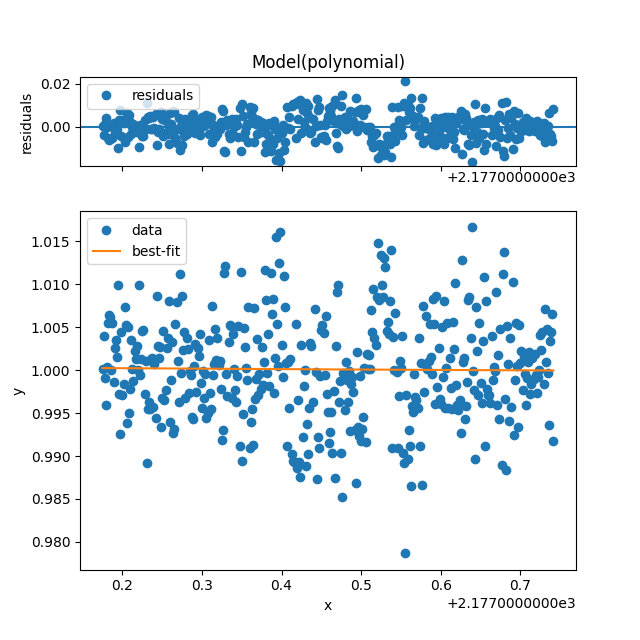 Model(polynomial)
0.02
0.00
residuals
residuals
+2.1770000000e3
1.015
1.010
1.005
1.000
0.995
0.990
0.985
0.980
y
data
best-fit
0.2 0.3 0.4 0.5 0.6 0.7
x
+2.1770000000e3